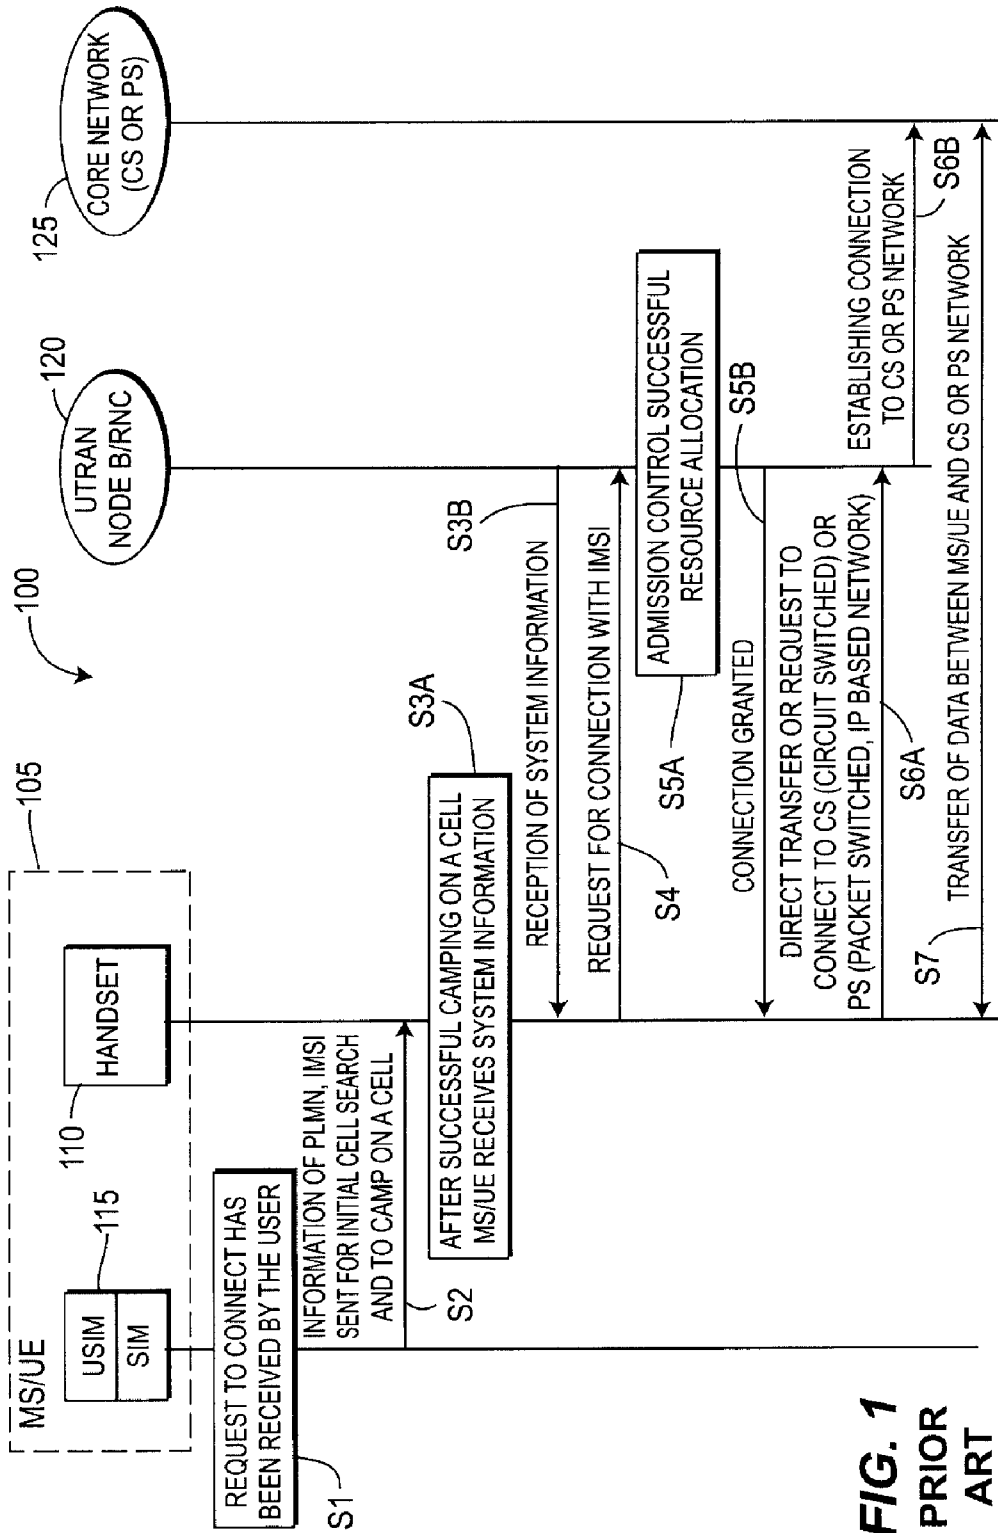 100
MS/UE
105
USIM
SIM
115
HANDSET
110
UTRAN
NODE B/RNC
120
CORE NETWORK
(CS OR PS)
125
REQUEST TO CONNECT HAS
BEEN RECEIVED BY THE USER
S1
INFORMATION OF PLMN, IMSI
SENT FOR INITIAL CELL SEARCH
AND TO CAMP ON A CELL
S2
AFTER SUCCESSFUL CAMPING ON A CELL
MS/UE RECEIVES SYSTEM INFORMATION
S3A
RECEPTION OF SYSTEM INFORMATION
S3B
REQUEST FOR CONNECTION WITH IMSI
S4
ADMISSION CONTROL SUCCESSFUL
RESOURCE ALLOCATION
S5A
CONNECTION GRANTED
S5B
DIRECT TRANSFER OR REQUEST TO
CONNECT TO CS (CIRCUIT SWITCHED) OR
PS (PACKET SWITCHED, IP BASED NETWORK)
S6A
ESTABLISHING CONNECTION
TO CS OR PS NETWORK
S6B
TRANSFER OF DATA BETWEEN MS/UE AND CS OR PS NETWORK
S7
FIG. 1
PRIOR
ART